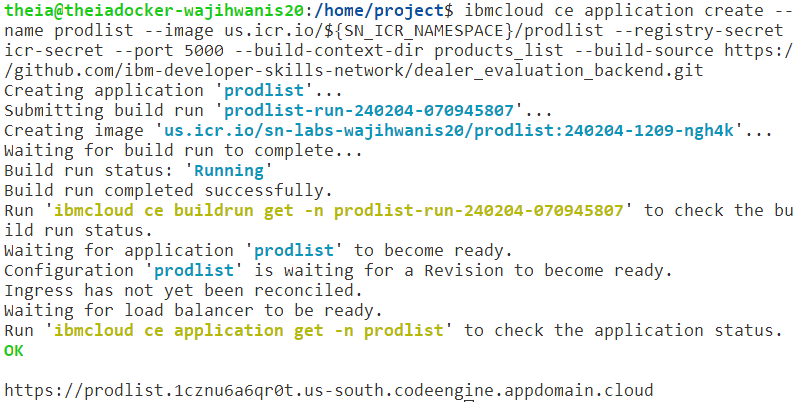 theia@theiadocker-wajihwanis20:/home/project$ ibmcloud ce application create --
name prodlist --image us.icr.io/${SN_ICR_NAMESPACE}/prodlist --registry-secret
icr-secret --port 5000 --build-context-dir products_list --build-source https:/
/github.com/ibm-developer-skills-network/dealer_evaluation_backend.git
Creating application 'prodlist'...
Submitting build run 'prodlist-run-240204-070945807'...
Creating image 'us.icr.io/sn-labs-wajihwanis20/prodlist:240204-1209-ngh4k'...
Waiting for build run to complete...
Build run status: 'Running'
Build run completed successfully.
Run 'ibmcloud ce buildrun get -n prodlist-run-240204-070945807' to check the bu
ild run status.
Waiting for application 'prodlist' to become ready.
Configuration 'prodlist' is waiting for a Revision to become ready.
Ingress has not yet been reconciled.
Waiting for load balancer to be ready.
Run 'ibmcloud ce application get -n prodlist' to check the application status.
OK
https://prodlist.1cznu6a6qr0t.us-south.codeengine.appdomain.cloud